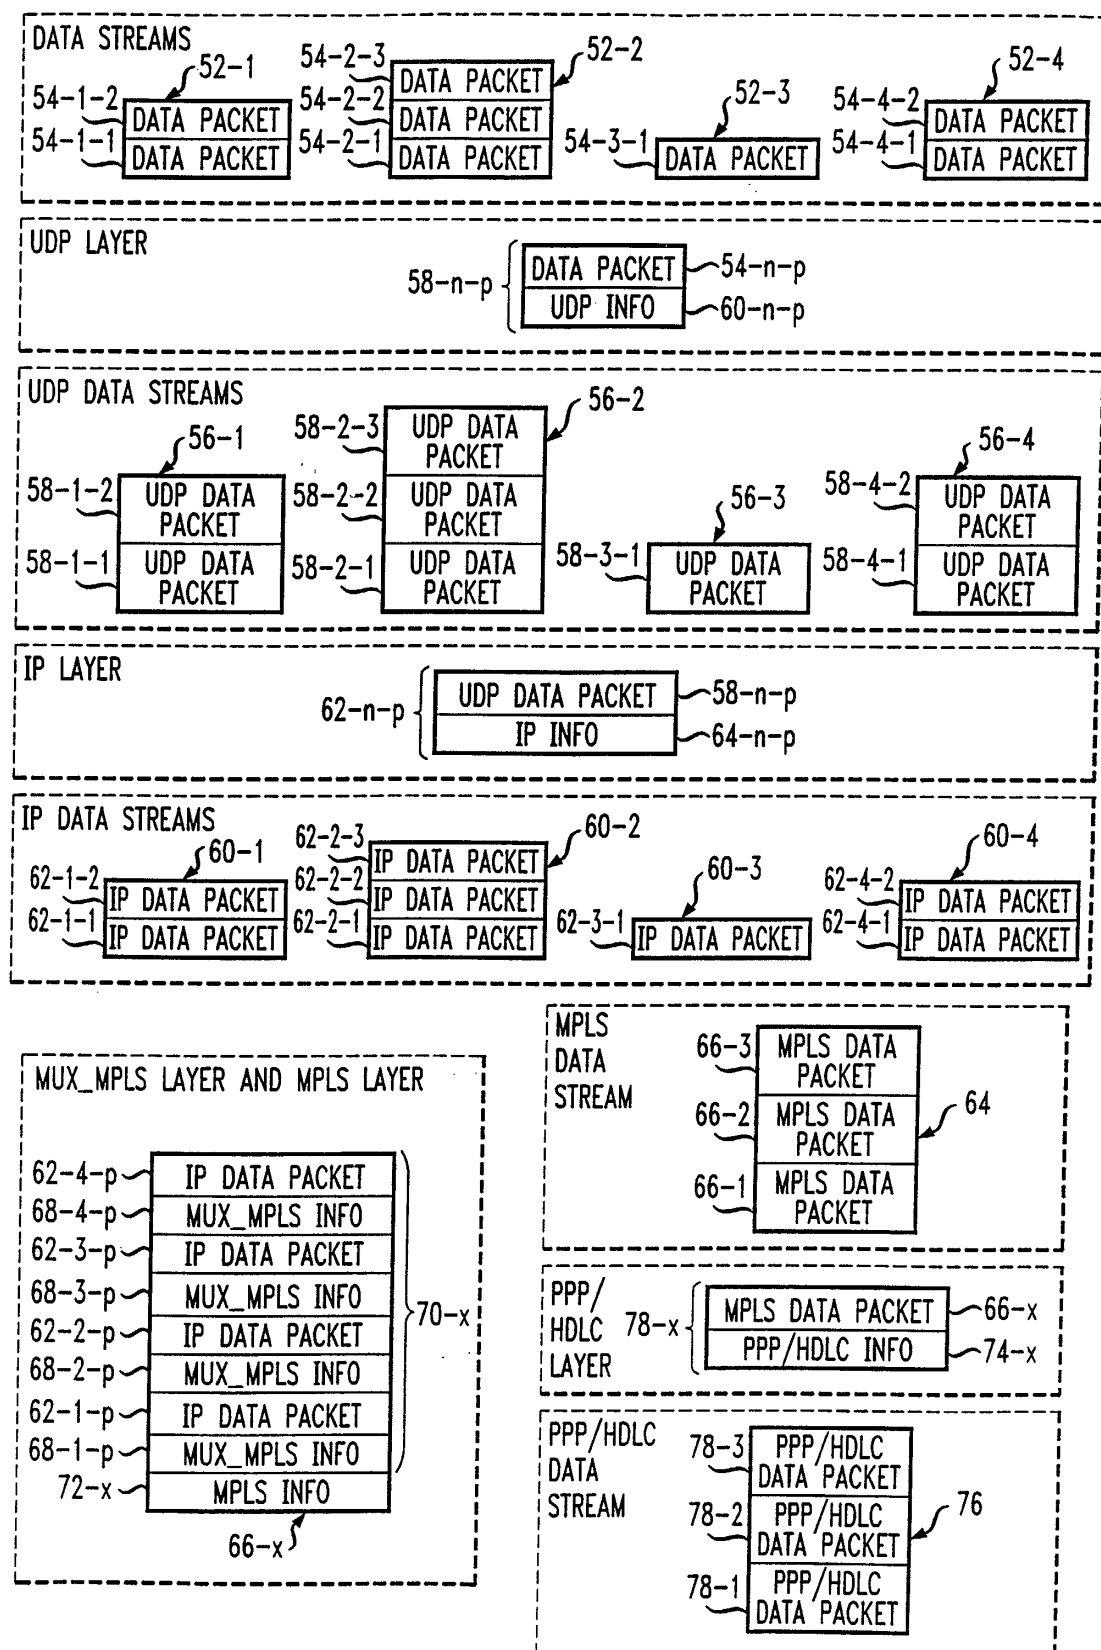 DATA STREAMS
52-1
54-1-2
DATA PACKET
54-1-1
DATA PACKET
54-2-3
52-2
DATA PACKET
54-2-2
DATA PACKET
54-2-1
DATA PACKET
52-3
54-3-1
DATA PACKET
52-4
54-4-2
DATA PACKET
54-4-1
DATA PACKET
UDP LAYER
58-n-p
DATA PACKET
54-n-p
UDP INFO
60-n-p
UDP DATA STREAMS
56-1
58-1-2
UDP DATA
PACKET
58-1-1
UDP DATA
PACKET
56-2
58-2-3
UDP DATA
PACKET
58-2-2
UDP DATA
PACKET
58-2-1
UDP DATA
PACKET
56-3
58-3-1
UDP DATA
PACKET
56-4
58-4-2
UDP DATA
PACKET
58-4-1
UDP DATA
PACKET
IP LAYER
62-n-p
UDP DATA PACKET
58-n-p
IP INFO
64-n-p
IP DATA STREAMS
60-1
62-1-2
IP DATA PACKET
62-1-1
IP DATA PACKET
60-2
62-2-3
IP DATA PACKET
62-2-2
IP DATA PACKET
62-2-1
IP DATA PACKET
60-3
62-3-1
IP DATA PACKET
60-4
62-4-2
IP DATA PACKET
62-4-1
IP DATA PACKET
MUX_MPLS LAYER AND MPLS LAYER
62-4-p
IP DATA PACKET
68-4-p
MUX_MPLS INFO
62-3-p
IP DATA PACKET
68-3-p
MUX_MPLS INFO
70-x
62-2-p
IP DATA PACKET
68-2-p
MUX_MPLS INFO
62-1-p
IP DATA PACKET
68-1-p
MUX_MPLS INFO
72-x
MPLS INFO
66-x
MPLS
DATA
STREAM
66-3
MPLS DATA
PACKET
64
66-2
MPLS DATA
PACKET
66-1
MPLS DATA
PACKET
PPP/
HDLC
LAYER
78-x
MPLS DATA PACKET
66-x
PPP/HDLC INFO
74-x
PPP/HDLC
DATA
STREAM
78-3
PPP/HDLC
DATA PACKET
76
78-2
PPP/HDLC
DATA PACKET
78-1
PPP/HDLC
DATA PACKET